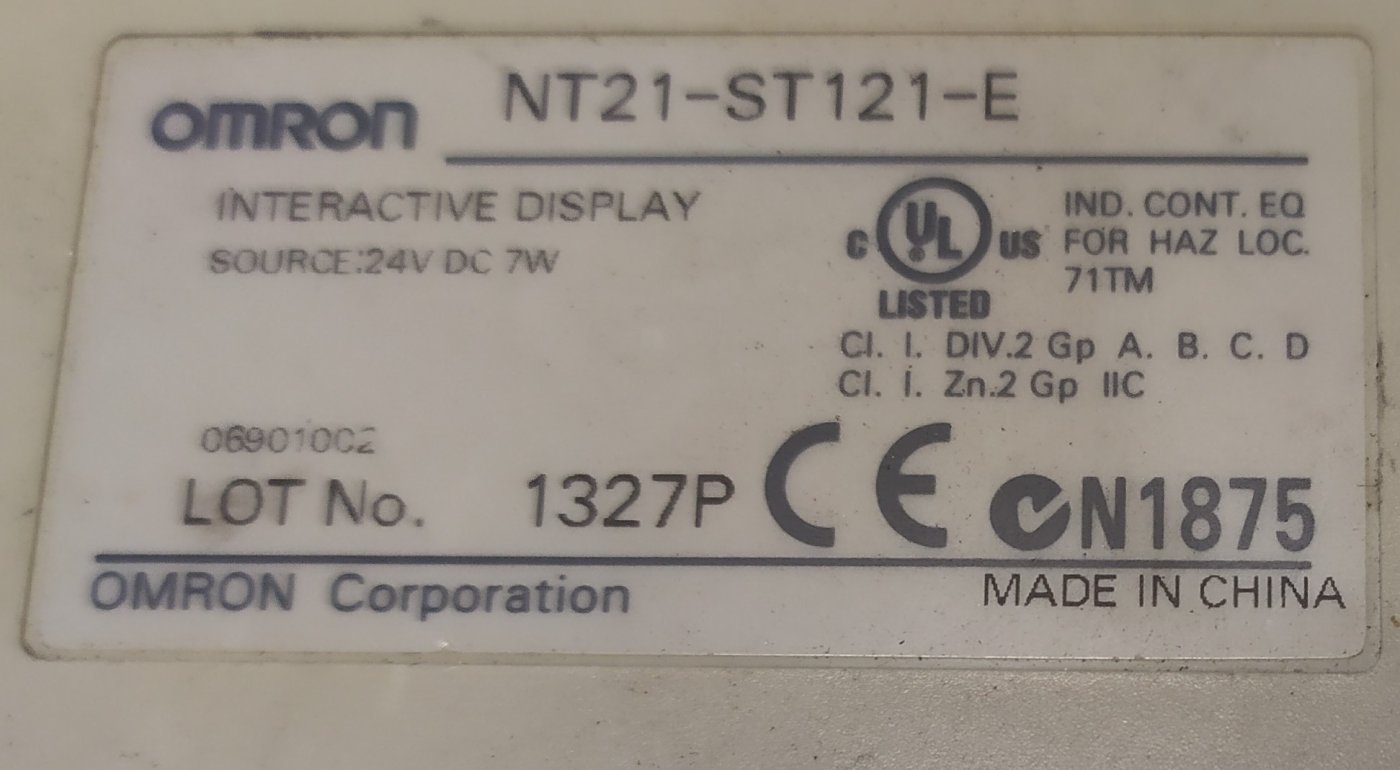 OMRON NT21-ST121-E
INTERACTIVE DISPLAY
SOURCE:24V DC 7W
C UL US
LISTED
IND. CONT. EQ
FOR HAZ LOC.
71TM
Cl. I. DIV.2 Gp A. B. C. D
Cl. I. Zn.2 Gp IIC
06901002
LOT No. 1327P CE N1875
OMRON Corporation MADE IN CHINA